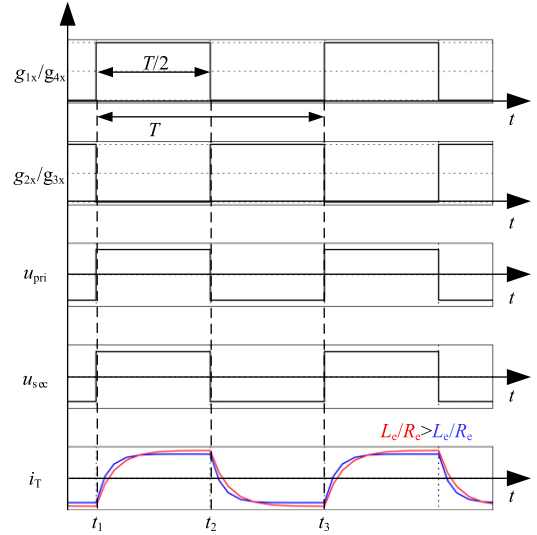 g1x/g4x
T/2
t
T
g2x/g3x
t
upri
t
usec
t
Le/Re>Le/Re
iT
t
t1 t2 t3